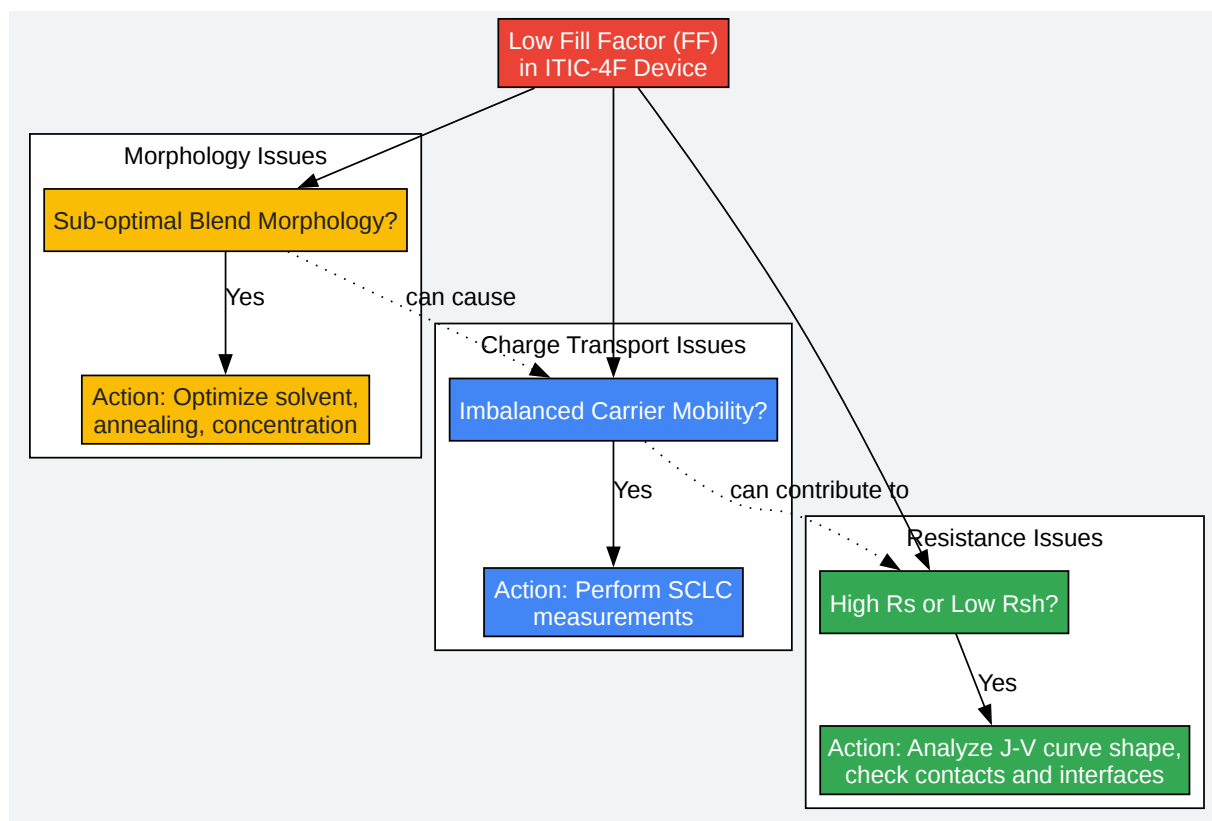 Low Fill Factor (FF)
in ITIC-4F Device
Morphology Issues
Sub-optimal Blend Morphology?
Yes
can cause
Action: Optimize solvent,
annealing, concentration
Charge Transport Issues
Imbalanced Carrier Mobility?
Yes
can contribute to
Action: Perform SCLC
measurements
Resistance Issues
High Rs or Low Rsh?
Yes
Action: Analyze J-V curve shape,
check contacts and interfaces